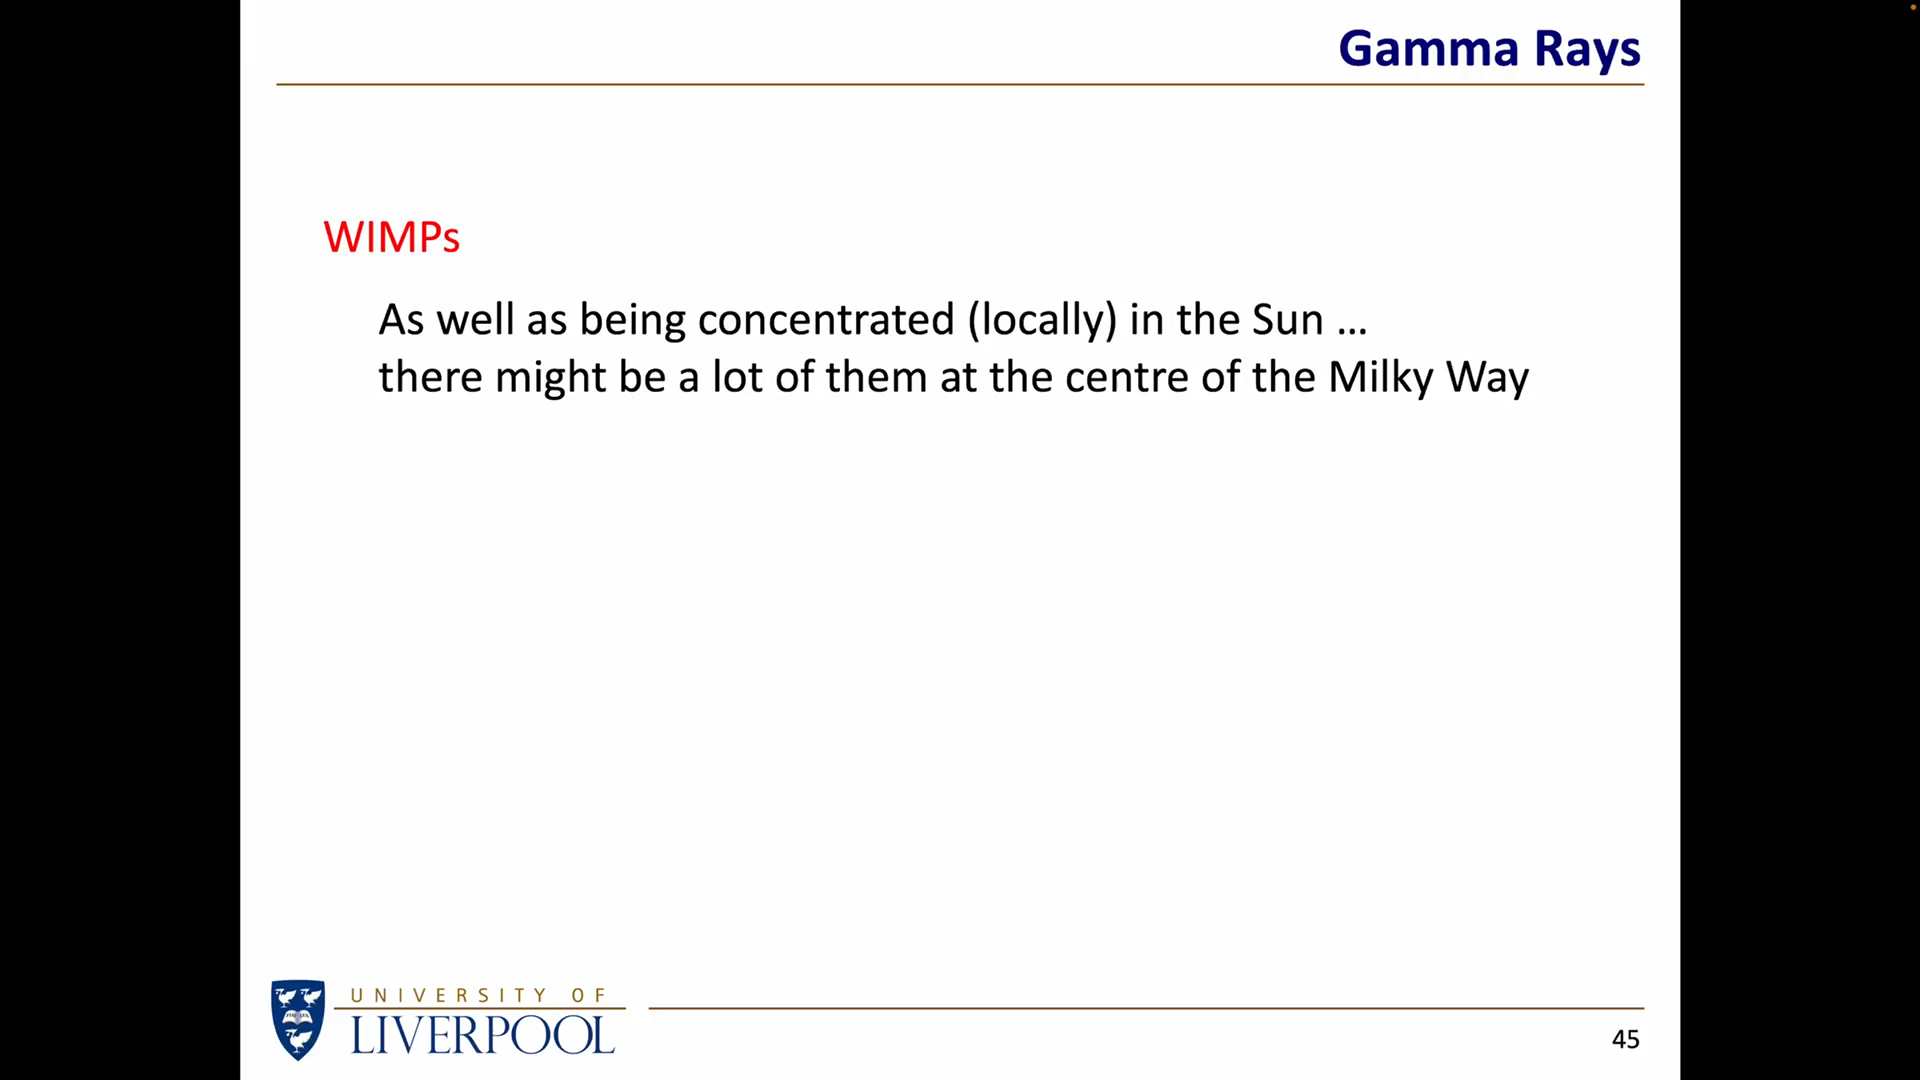 Gamma Rays
WIMPs
As well as being concentrated (locally) in the Sun ...
there might be a lot of them at the centre of the Milky Way
UNIVERSITY OF
LIVERPOOL
45